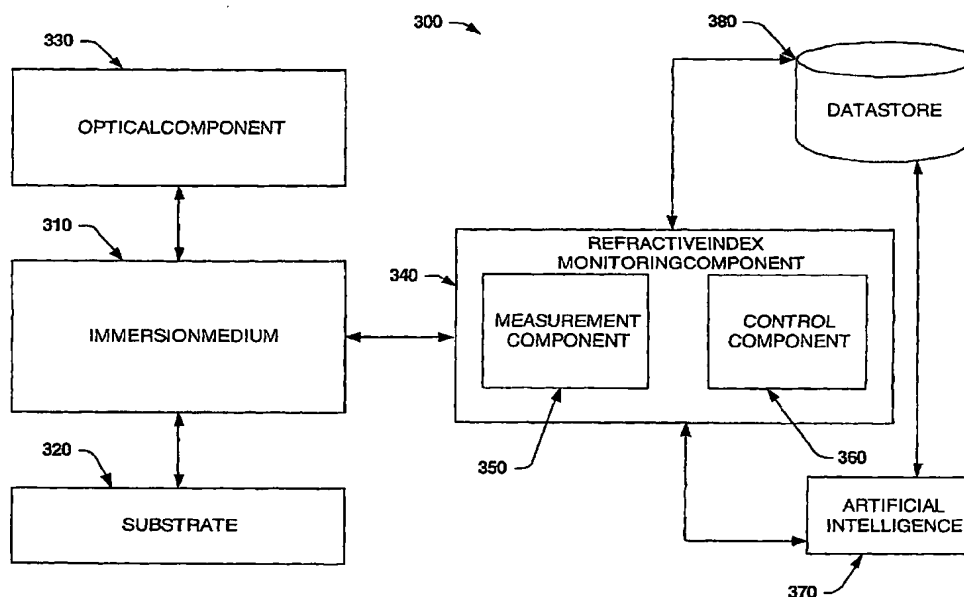 300
330
OPTICALCOMPONENT
380
DATASTORE
310
IMMERSIONMEDIUM
340
REFRACTIVEINDEX
MONITORINGCOMPONENT
MEASUREMENT
COMPONENT
CONTROL
COMPONENT
350
360
320
SUBSTRATE
ARTIFICIAL
INTELLIGENCE
370